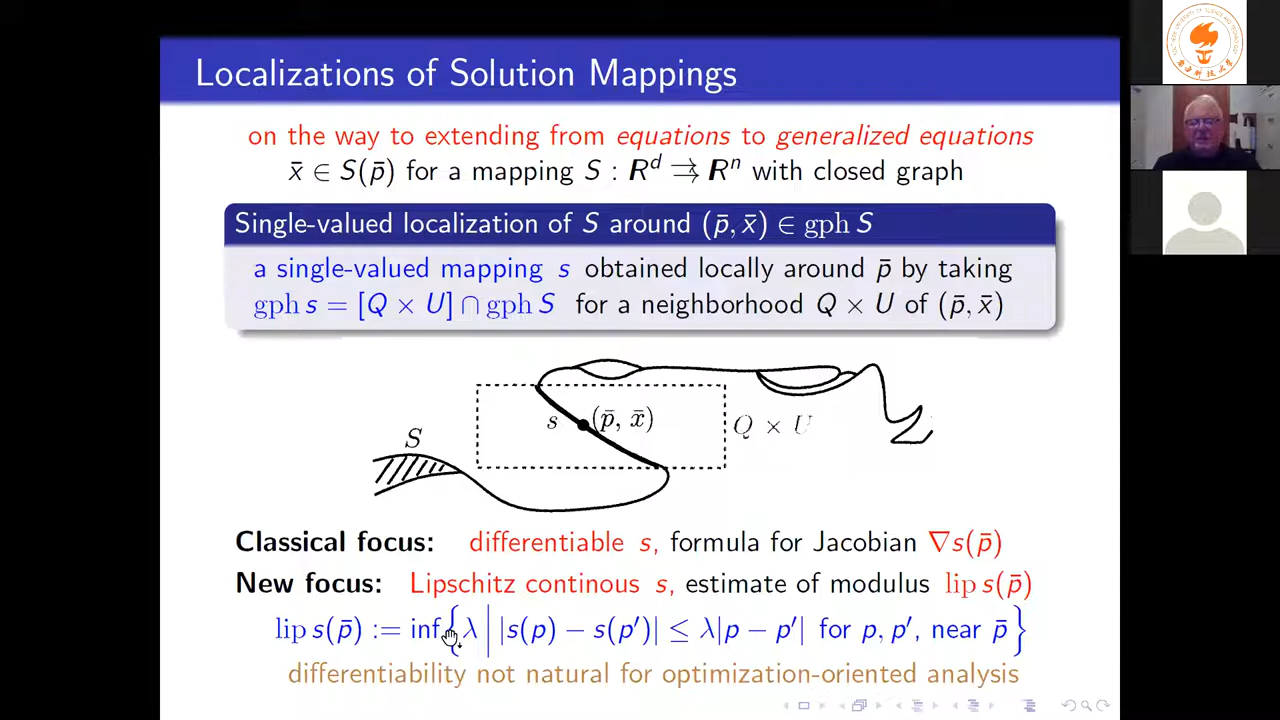 Localizations of Solution Mappings
on the way to extending from equations to generalized equations
x̄ ∈ S(p̄) for a mapping S : Rᵈ ⇉ Rⁿ with closed graph
Single-valued localization of S around (p̄, x̄) ∈ gph S
a single-valued mapping s obtained locally around p̄ by taking
gph s = [Q × U] ∩ gph S for a neighborhood Q × U of (p̄, x̄)
s (p̄, x̄) Q × U
S
Classical focus: differentiable s, formula for Jacobian ∇s(p̄)
New focus: Lipschitz continous s, estimate of modulus lip s(p̄)
lip s(p̄) := inf{λ | |s(p) − s(p′)| ≤ λ|p − p′| for p, p′, near p̄}
differentiability not natural for optimization-oriented analysis